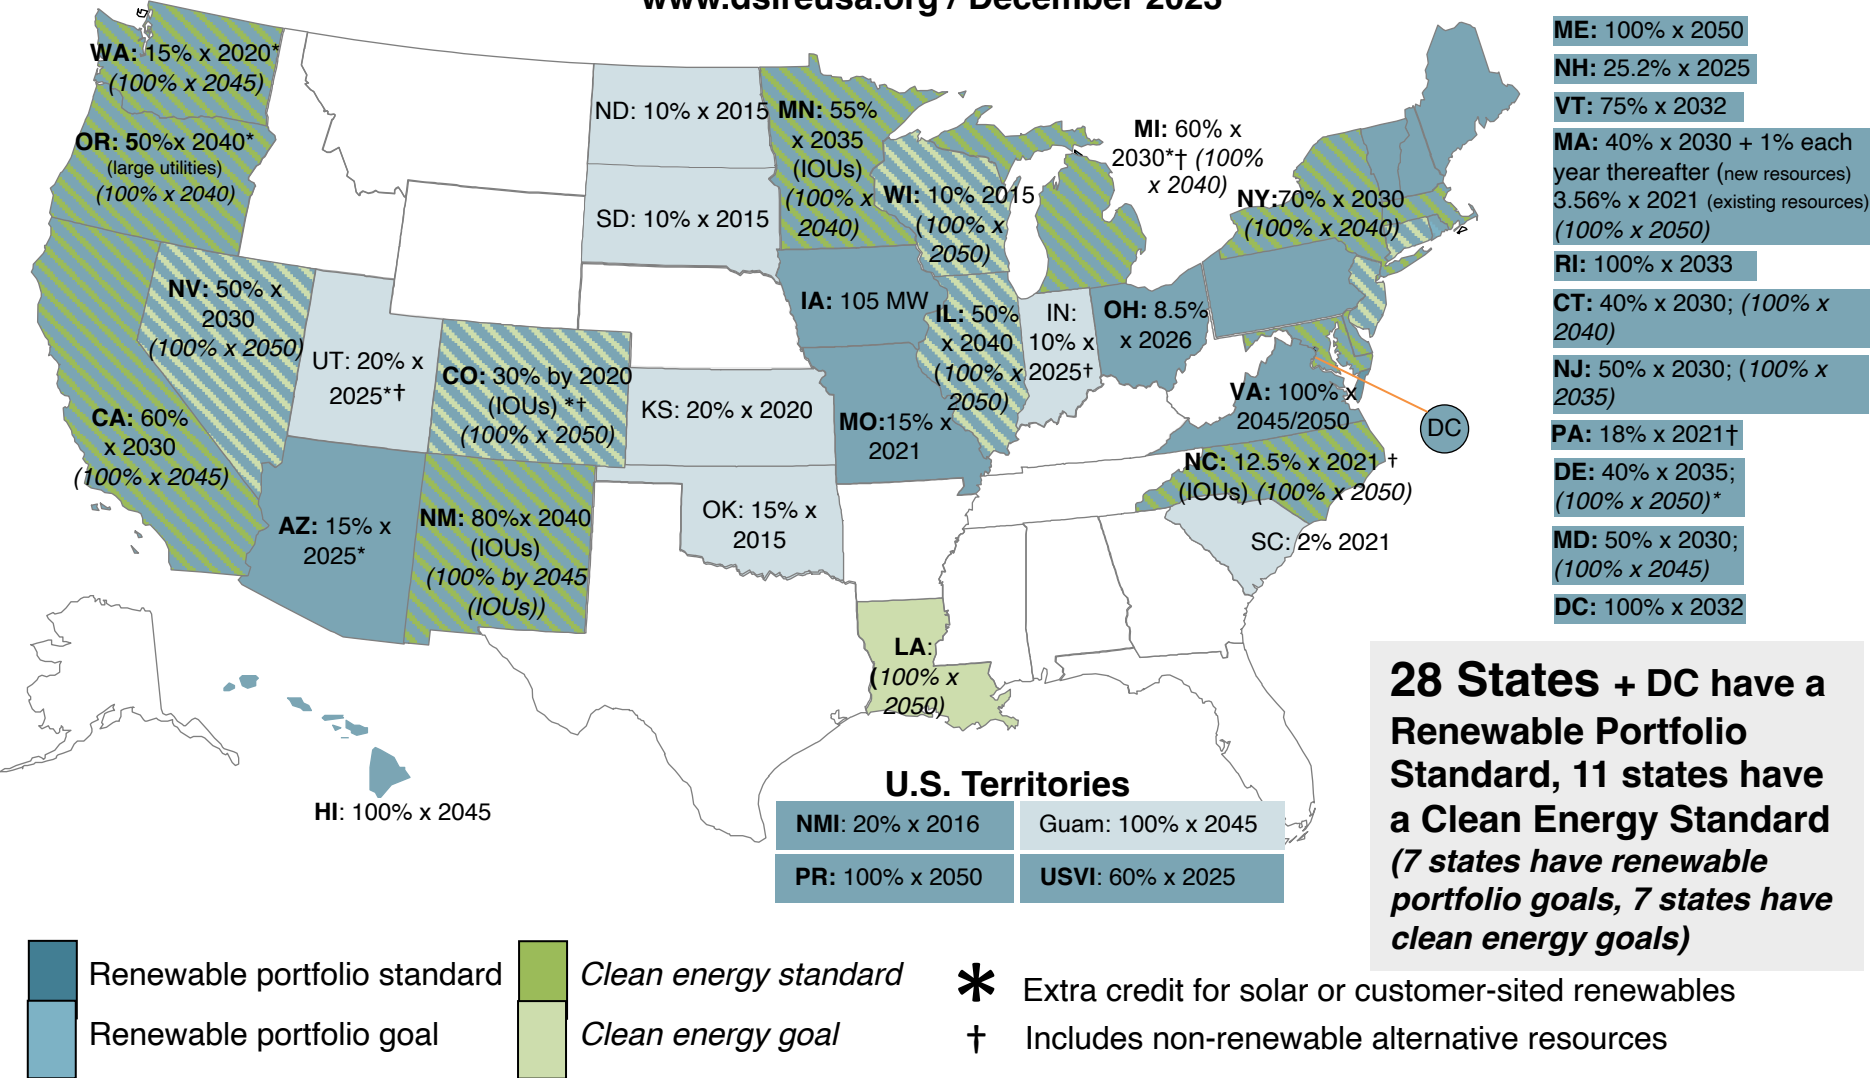 www.dsireusa.org / December 2023
WA: 15% x 2020*
(100% x 2045)
OR: 50%x 2040*
(large utilities)
(100% x 2040)
CA: 60%
x 2030
(100% x 2045)
NV: 50% x
2030
(100% x 2050)
UT: 20% x
2025*†
AZ: 15% x
2025*
CO: 30% by 2020
(IOUs) *†
(100% x 2050)
NM: 80%x 2040
(IOUs)
(100% by 2045
(IOUs))
ND: 10% x 2015
SD: 10% x 2015
KS: 20% x 2020
OK: 15% x
2015
MN: 55%
x 2035
(IOUs)
(100% x
2040)
IA: 105 MW
MO:15% x
2021
LA:
(100% x
2050)
WI: 10% 2015
(100% x
2050)
IL: 50%
x 2040
(100% x
2050)
IN:
10% x
2025†
MI: 60% x
2030*† (100%
x 2040)
OH: 8.5%
x 2026
NY:70% x 2030
(100% x 2040)
VA: 100% x
2045/2050
NC: 12.5% x 2021 †
(IOUs) (100% x 2050)
SC: 2% 2021
DC
HI: 100% x 2045
ME: 100% x 2050
NH: 25.2% x 2025
VT: 75% x 2032
MA: 40% x 2030 + 1% each
year thereafter (new resources)
3.56% x 2021 (existing resources)
(100% x 2050)
RI: 100% x 2033
CT: 40% x 2030; (100% x
2040)
NJ: 50% x 2030; (100% x
2035)
PA: 18% x 2021†
DE: 40% x 2035;
(100% x 2050)*
MD: 50% x 2030;
(100% x 2045)
DC: 100% x 2032
28 States + DC have a
Renewable Portfolio
Standard, 11 states have
a Clean Energy Standard
(7 states have renewable
portfolio goals, 7 states have
clean energy goals)
U.S. Territories
NMI: 20% x 2016
Guam: 100% x 2045
PR: 100% x 2050
USVI: 60% x 2025
Renewable portfolio standard
Renewable portfolio goal
Clean energy standard
Clean energy goal
* Extra credit for solar or customer-sited renewables
† Includes non-renewable alternative resources